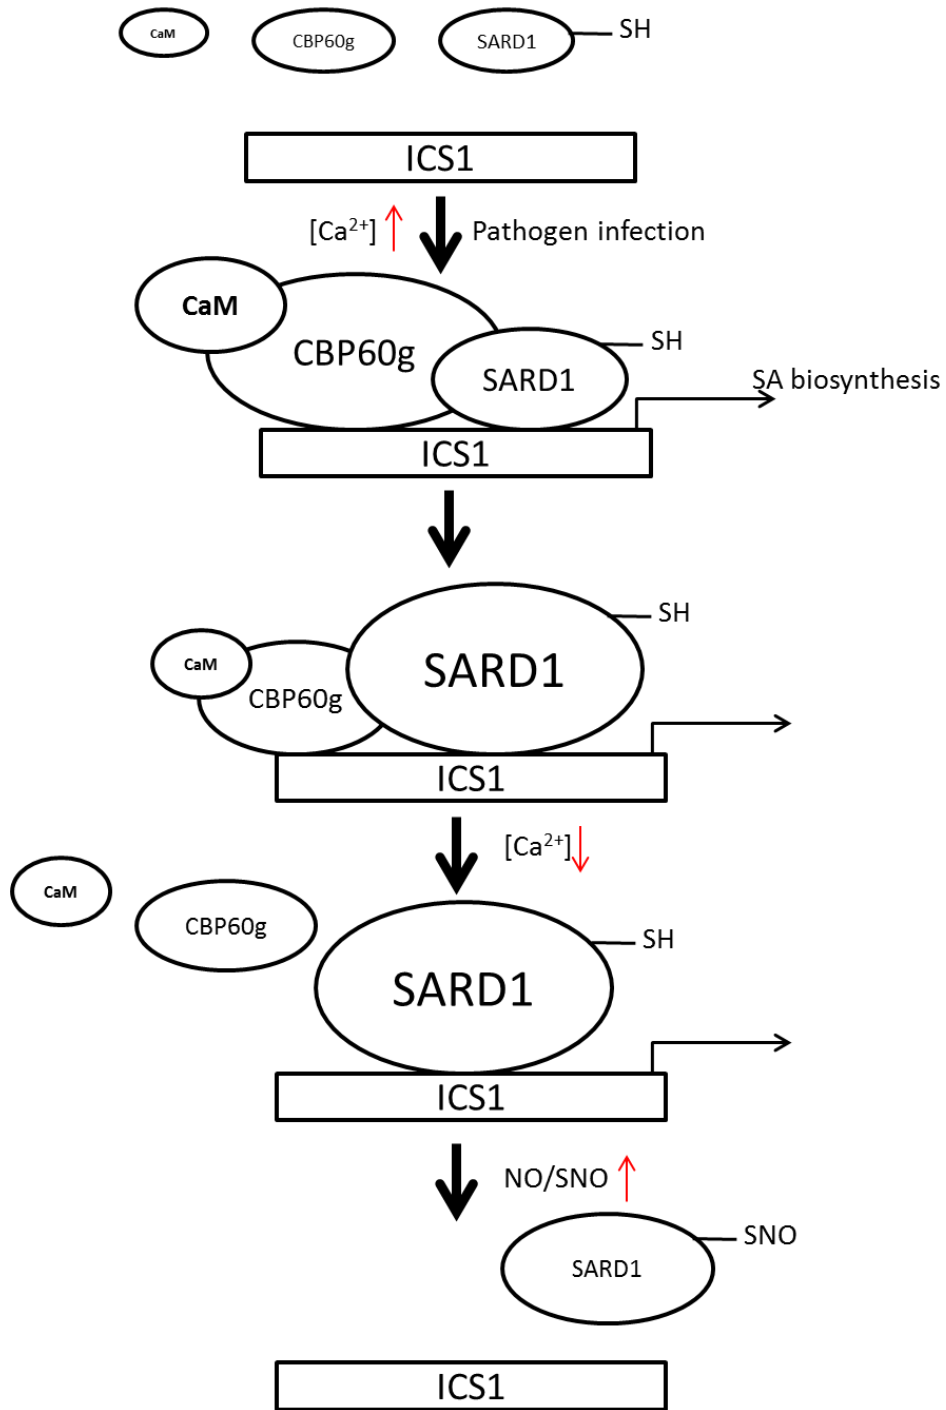 CaM
CBP60g
SARD1
SH
ICS1
[Ca²⁺]
Pathogen infection
CaM
CBP60g
SARD1
SH
SA biosynthesis
ICS1
SH
SARD1
CaM
CBP60g
ICS1
[Ca²⁺]
CaM
CBP60g
SH
SARD1
ICS1
NO/SNO
SNO
SARD1
ICS1